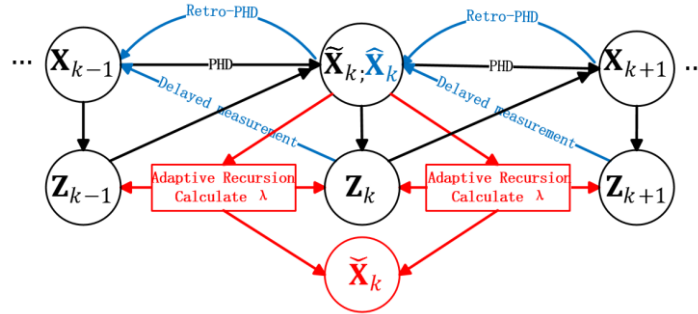 Retro-PHD
Retro-PHD
... X_{k−1}
PHD
X̃_k; X̂_k
PHD
X_{k+1} ...
Delayed measurement
Delayed measurement
Z_{k−1}
Adaptive Recursion
Calculate λ
Z_k
Adaptive Recursion
Calculate λ
Z_{k+1}
X̌_k